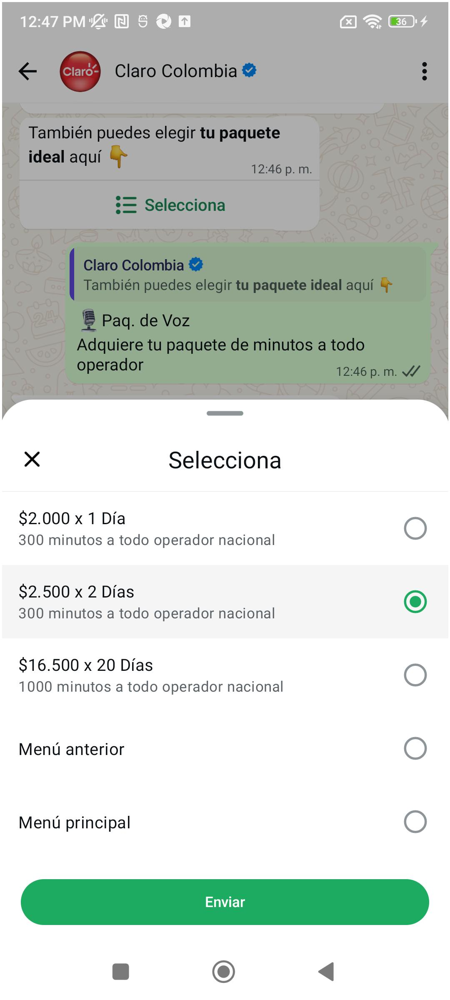 12:47 PM
36
Claro
Claro Colombia
También puedes elegir tu paquete
ideal aquí 👇
12:46 p. m.
Selecciona
Claro Colombia
También puedes elegir tu paquete ideal aquí 👇
🎙️Paq. de Voz
Adquiere tu paquete de minutos a todo
operador
12:46 p. m.
Selecciona
$2.000 x 1 Día
300 minutos a todo operador nacional
$2.500 x 2 Días
300 minutos a todo operador nacional
$16.500 x 20 Días
1000 minutos a todo operador nacional
Menú anterior
Menú principal
Enviar